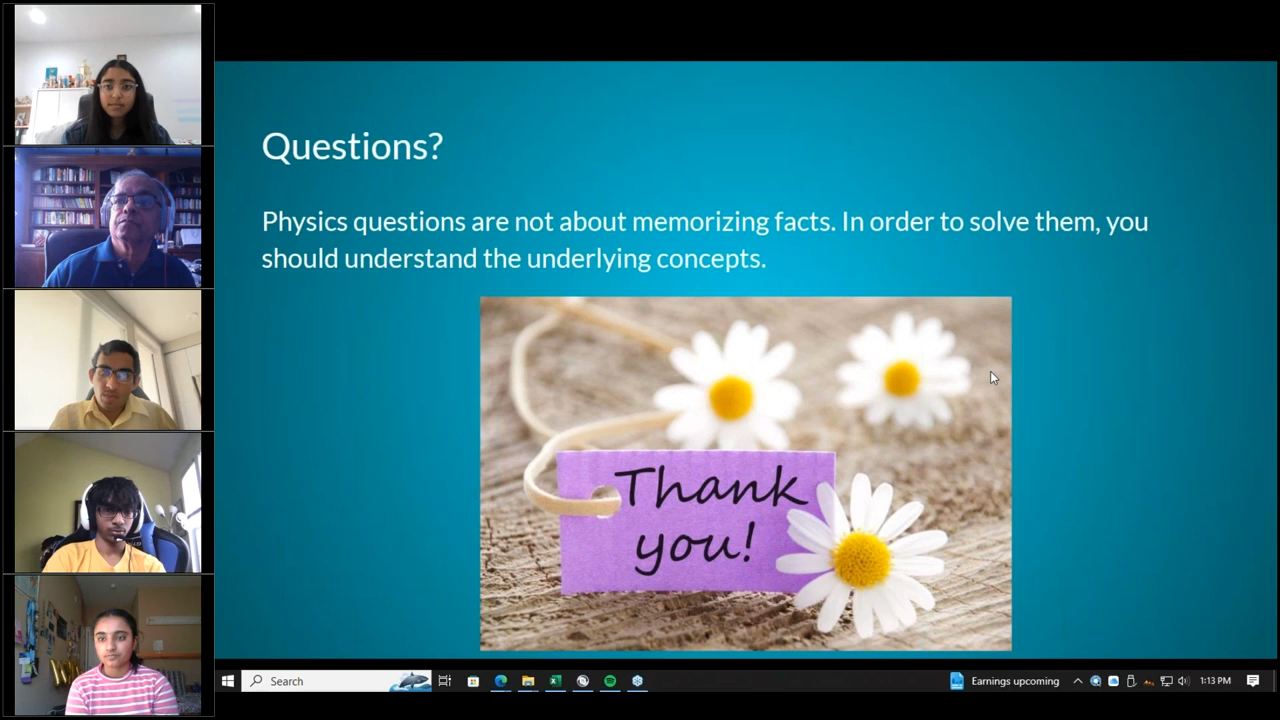 Questions?
Physics questions are not about memorizing facts. In order to solve them, you
should understand the underlying concepts.
Thank
you!
Search
Earnings upcoming
1:13 PM